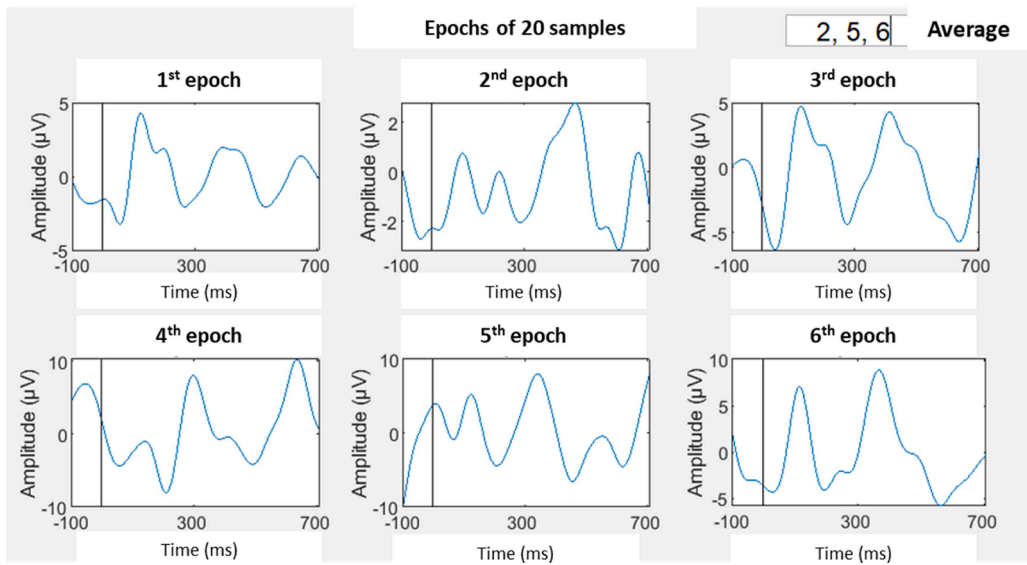 Epochs of 20 samples
2, 5, 6
Average
1st epoch
2nd epoch
3rd epoch
Amplitude (µV)
5
0
-5
-100
300
700
Time (ms)
Amplitude (µV)
2
0
-2
-100
300
700
Time (ms)
Amplitude (µV)
5
0
-5
-100
300
700
Time (ms)
4th epoch
5th epoch
6th epoch
Amplitude (µV)
10
0
-10
-100
300
700
Time (ms)
Amplitude (µV)
10
0
-10
-100
300
700
Time (ms)
Amplitude (µV)
10
5
0
-5
-100
300
700
Time (ms)